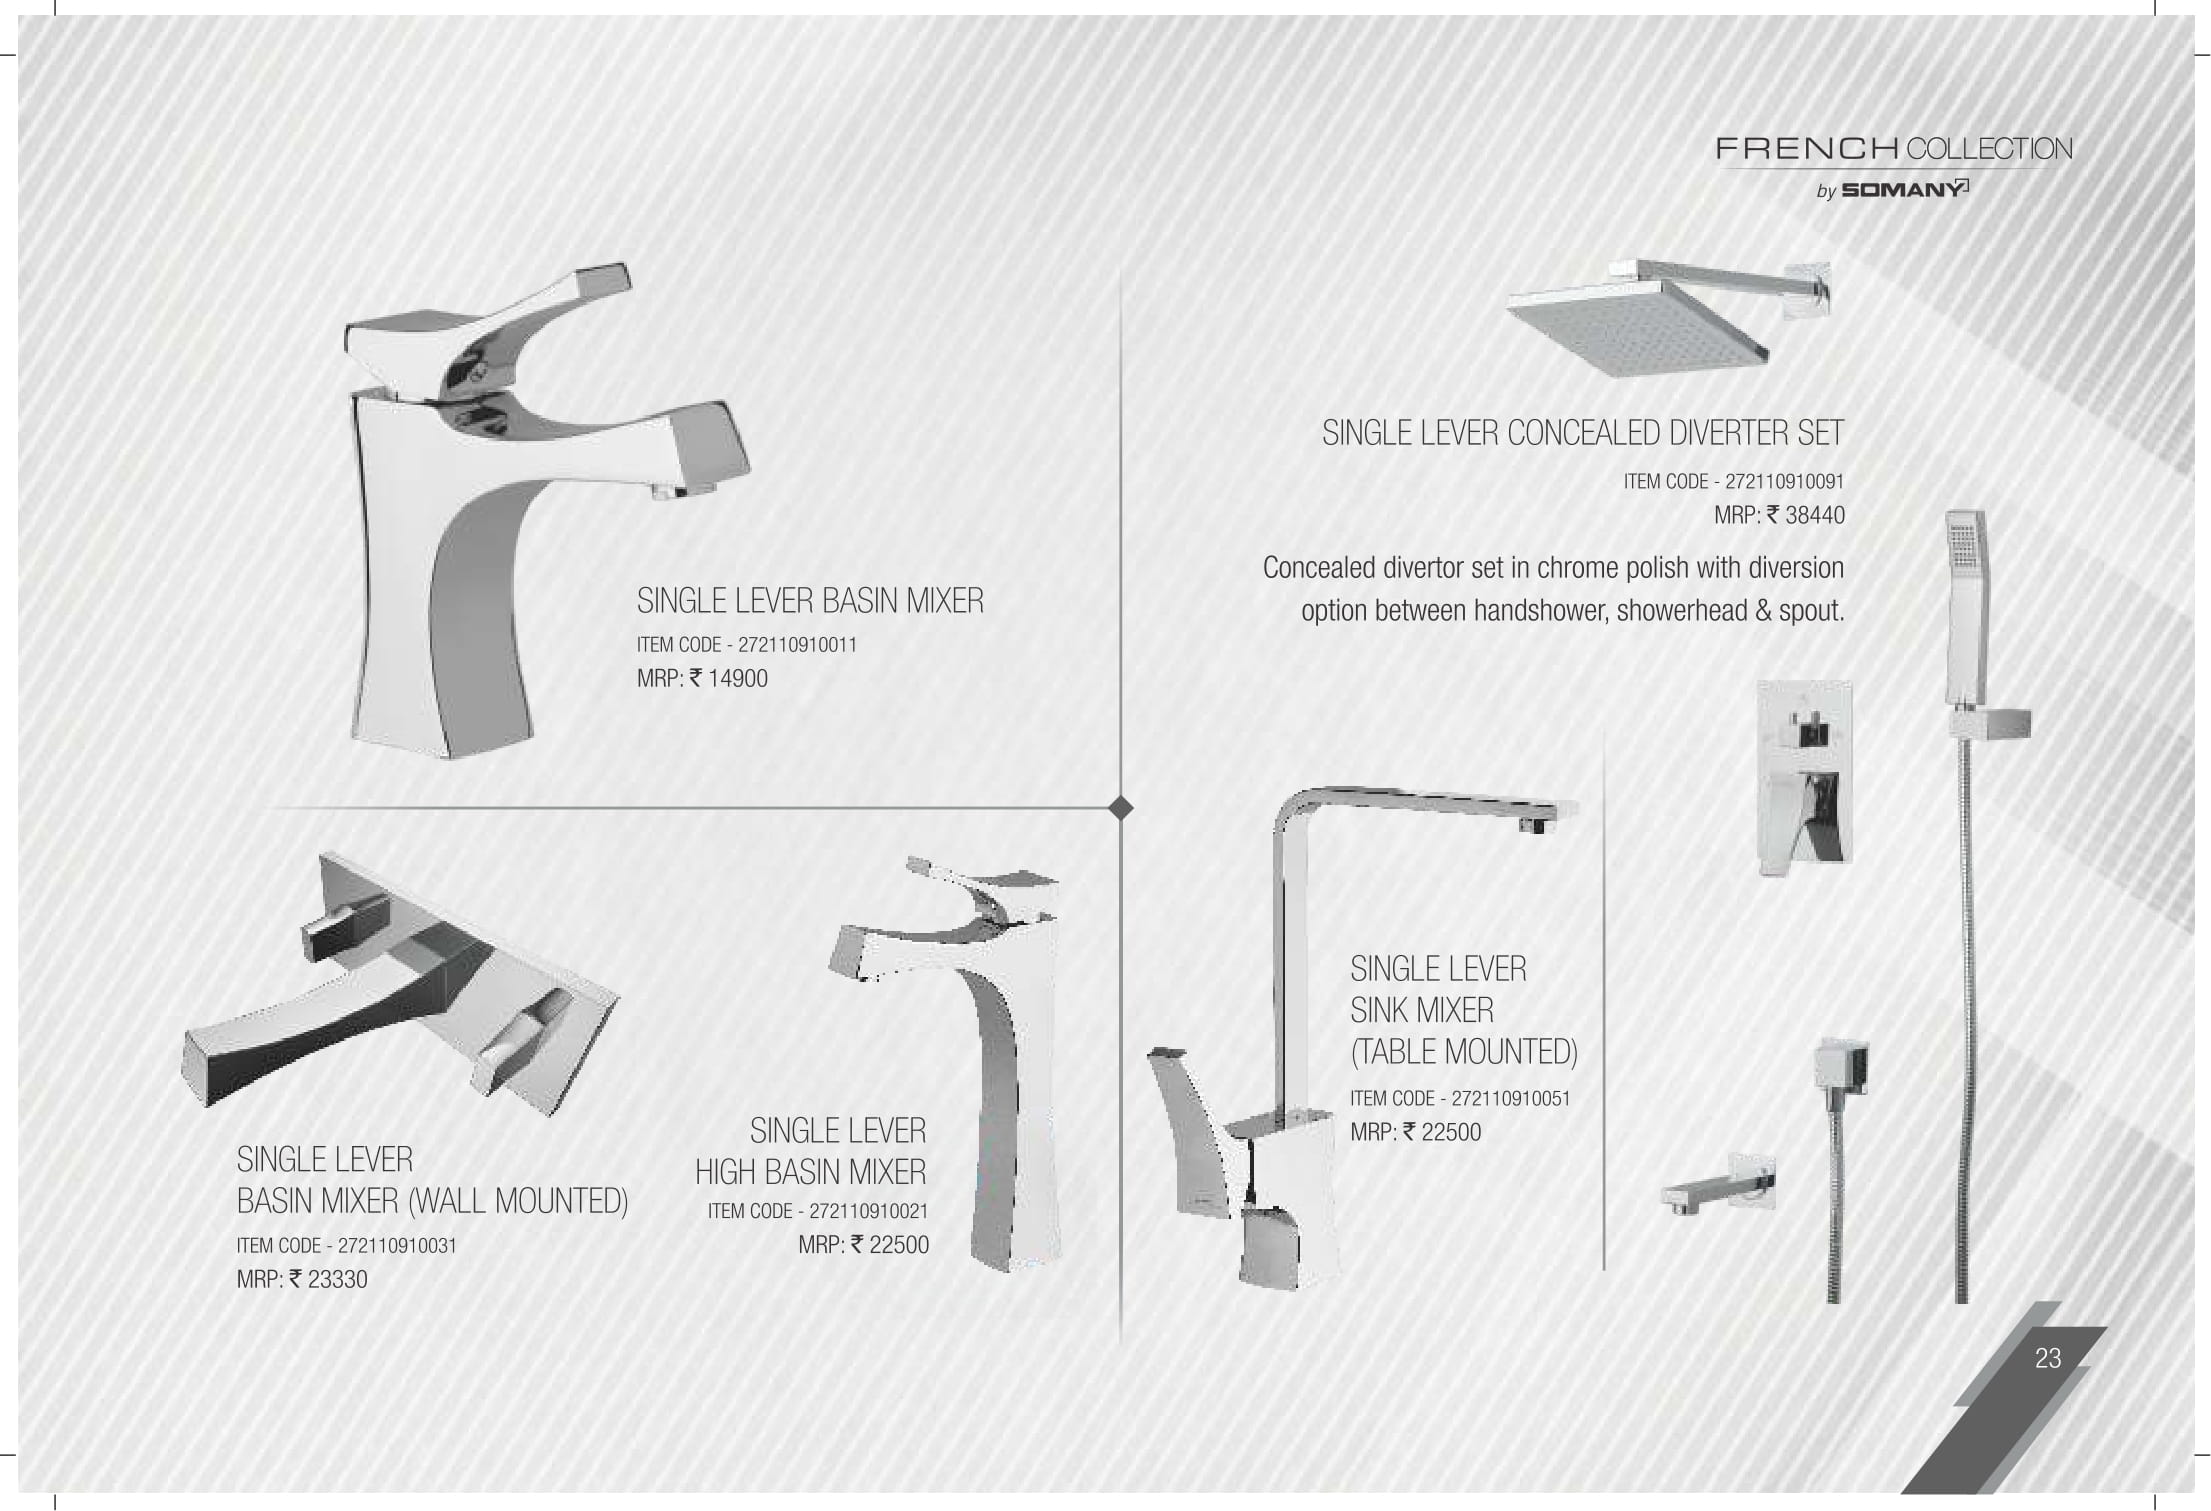 FRENCH COLLECTION
by SOMANY
SINGLE LEVER BASIN MIXER
ITEM CODE - 272110910011
MRP: ₹ 14900
SINGLE LEVER CONCEALED DIVERTER SET
ITEM CODE - 272110910091
MRP: ₹ 38440
Concealed divertor set in chrome polish with diversion
option between handshower, showerhead & spout.
SINGLE LEVER
BASIN MIXER (WALL MOUNTED)
ITEM CODE - 272110910031
MRP: ₹ 23330
SINGLE LEVER
HIGH BASIN MIXER
ITEM CODE - 272110910021
MRP: ₹ 22500
SINGLE LEVER
SINK MIXER
(TABLE MOUNTED)
ITEM CODE - 272110910051
MRP: ₹ 22500
23